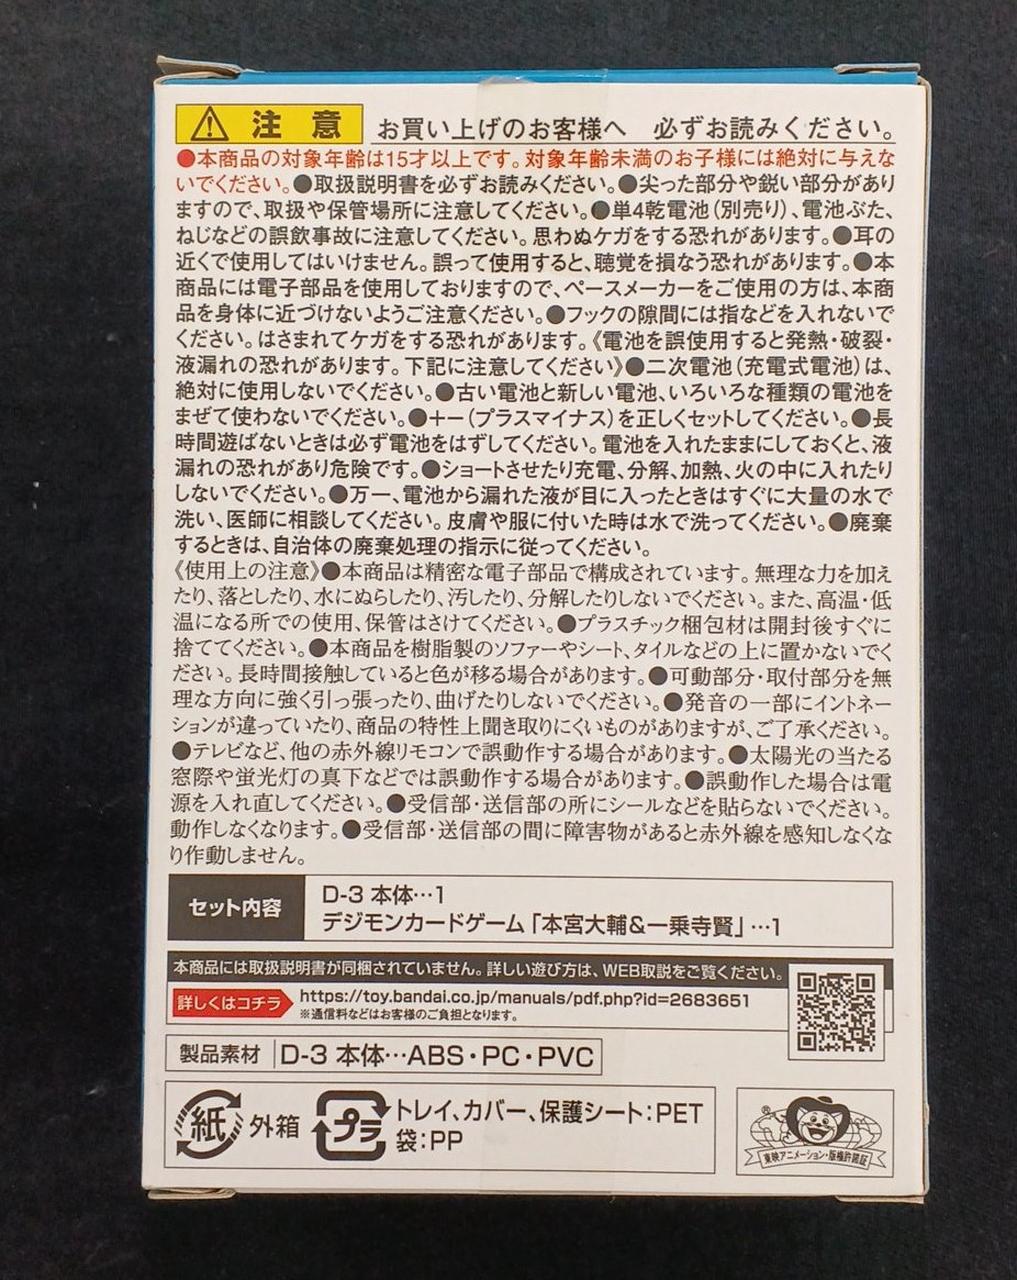 注 意 お買い上げのお客様へ 必ずお読みください。
●本商品の対象年齢は15才以上です。対象年齢未満のお子様には絶対に与えな
いでください。●取扱説明書を必ずお読みください。●尖った部分や鋭い部分があり
ますので、取扱や保管場所に注意してください。●単4乾電池(別売り)、電池ぶた、
ねじなどの誤飲事故に注意してください。思わぬケガをする恐れがあります。●耳の
近くで使用してはいけません。誤って使用すると、聴覚を損なう恐れがあります。●本
商品には電子部品を使用しておりますので、ペースメーカーをご使用の方は、本商
品を身体に近づけないようご注意ください。●フックの隙間には指などを入れないで
ください。はさまれてケガをする恐れがあります。《電池を誤使用すると発熱・破裂・
液漏れの恐れがあります。下記に注意してください》●二次電池(充電式電池)は、
絶対に使用しないでください。●古い電池と新しい電池、いろいろな種類の電池を
まぜて使わないでください。●+−(プラスマイナス)を正しくセットしてください。●長
時間遊ばないときは必ず電池をはずしてください。電池を入れたままにしておくと、液
漏れの恐れがあり危険です。●ショートさせたり充電、分解、加熱、火の中に入れたり
しないでください。●万一、電池から漏れた液が目に入ったときはすぐに大量の水で
洗い、医師に相談してください。皮膚や服に付いた時は水で洗ってください。●廃棄
するときは、自治体の廃棄処理の指示に従ってください。
《使用上の注意》●本商品は精密な電子部品で構成されています。無理な力を加え
たり、落としたり、水にぬらしたり、汚したり、分解したりしないでください。また、高温・低
温になる所での使用、保管はさけてください。●プラスチック梱包材は開封後すぐに
捨ててください。●本商品を樹脂製のソファーやシート、タイルなどの上に置かないでく
ださい。長時間接触していると色が移る場合があります。●可動部分・取付部分を無
理な方向に強く引っ張ったり、曲げたりしないでください。●発音の一部にイントネー
ションが違っていたり、商品の特性上聞き取りにくいものがありますが、ご了承ください。
●テレビなど、他の赤外線リモコンで誤動作する場合があります。●太陽光の当たる
窓際や蛍光灯の真下などでは誤動作する場合があります。●誤動作した場合は電
源を入れ直してください。●受信部・送信部の所にシールなどを貼らないでください。
動作しなくなります。●受信部・送信部の間に障害物があると赤外線を感知しなくな
り作動しません。
セット内容 D-3 本体…1
デジモンカードゲーム「本宮大輔&一乗寺賢」…1
本商品には取扱説明書が同梱されていません。詳しい遊び方は、WEB取説をご覧ください。
詳しくはコチラ https://toy.bandai.co.jp/manuals/pdf.php?id=2683651
※通信料などはお客様のご負担となります。
製品素材 D-3 本体…ABS・PC・PVC
紙 外箱 プラ トレイ、カバー、保護シート:PET
袋:PP
® 東映アニメーション・版権許諾証